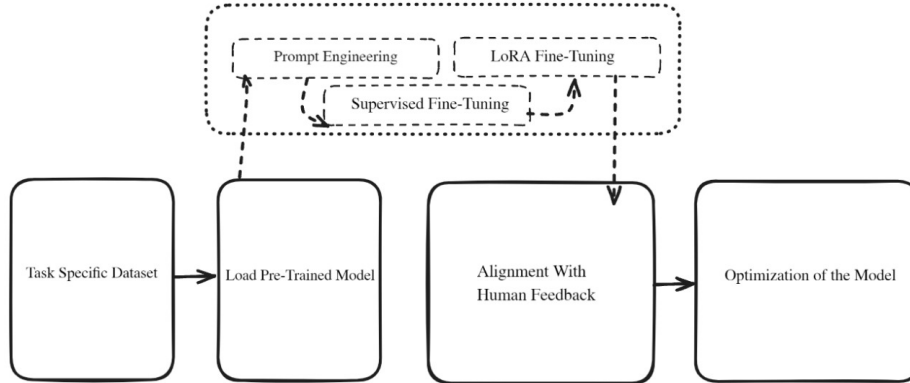 Prompt Engineering
LoRA Fine-Tuning
Supervised Fine-Tuning
Task Specific Dataset
Load Pre-Trained Model
Alignment With
Human Feedback
Optimization of the Model